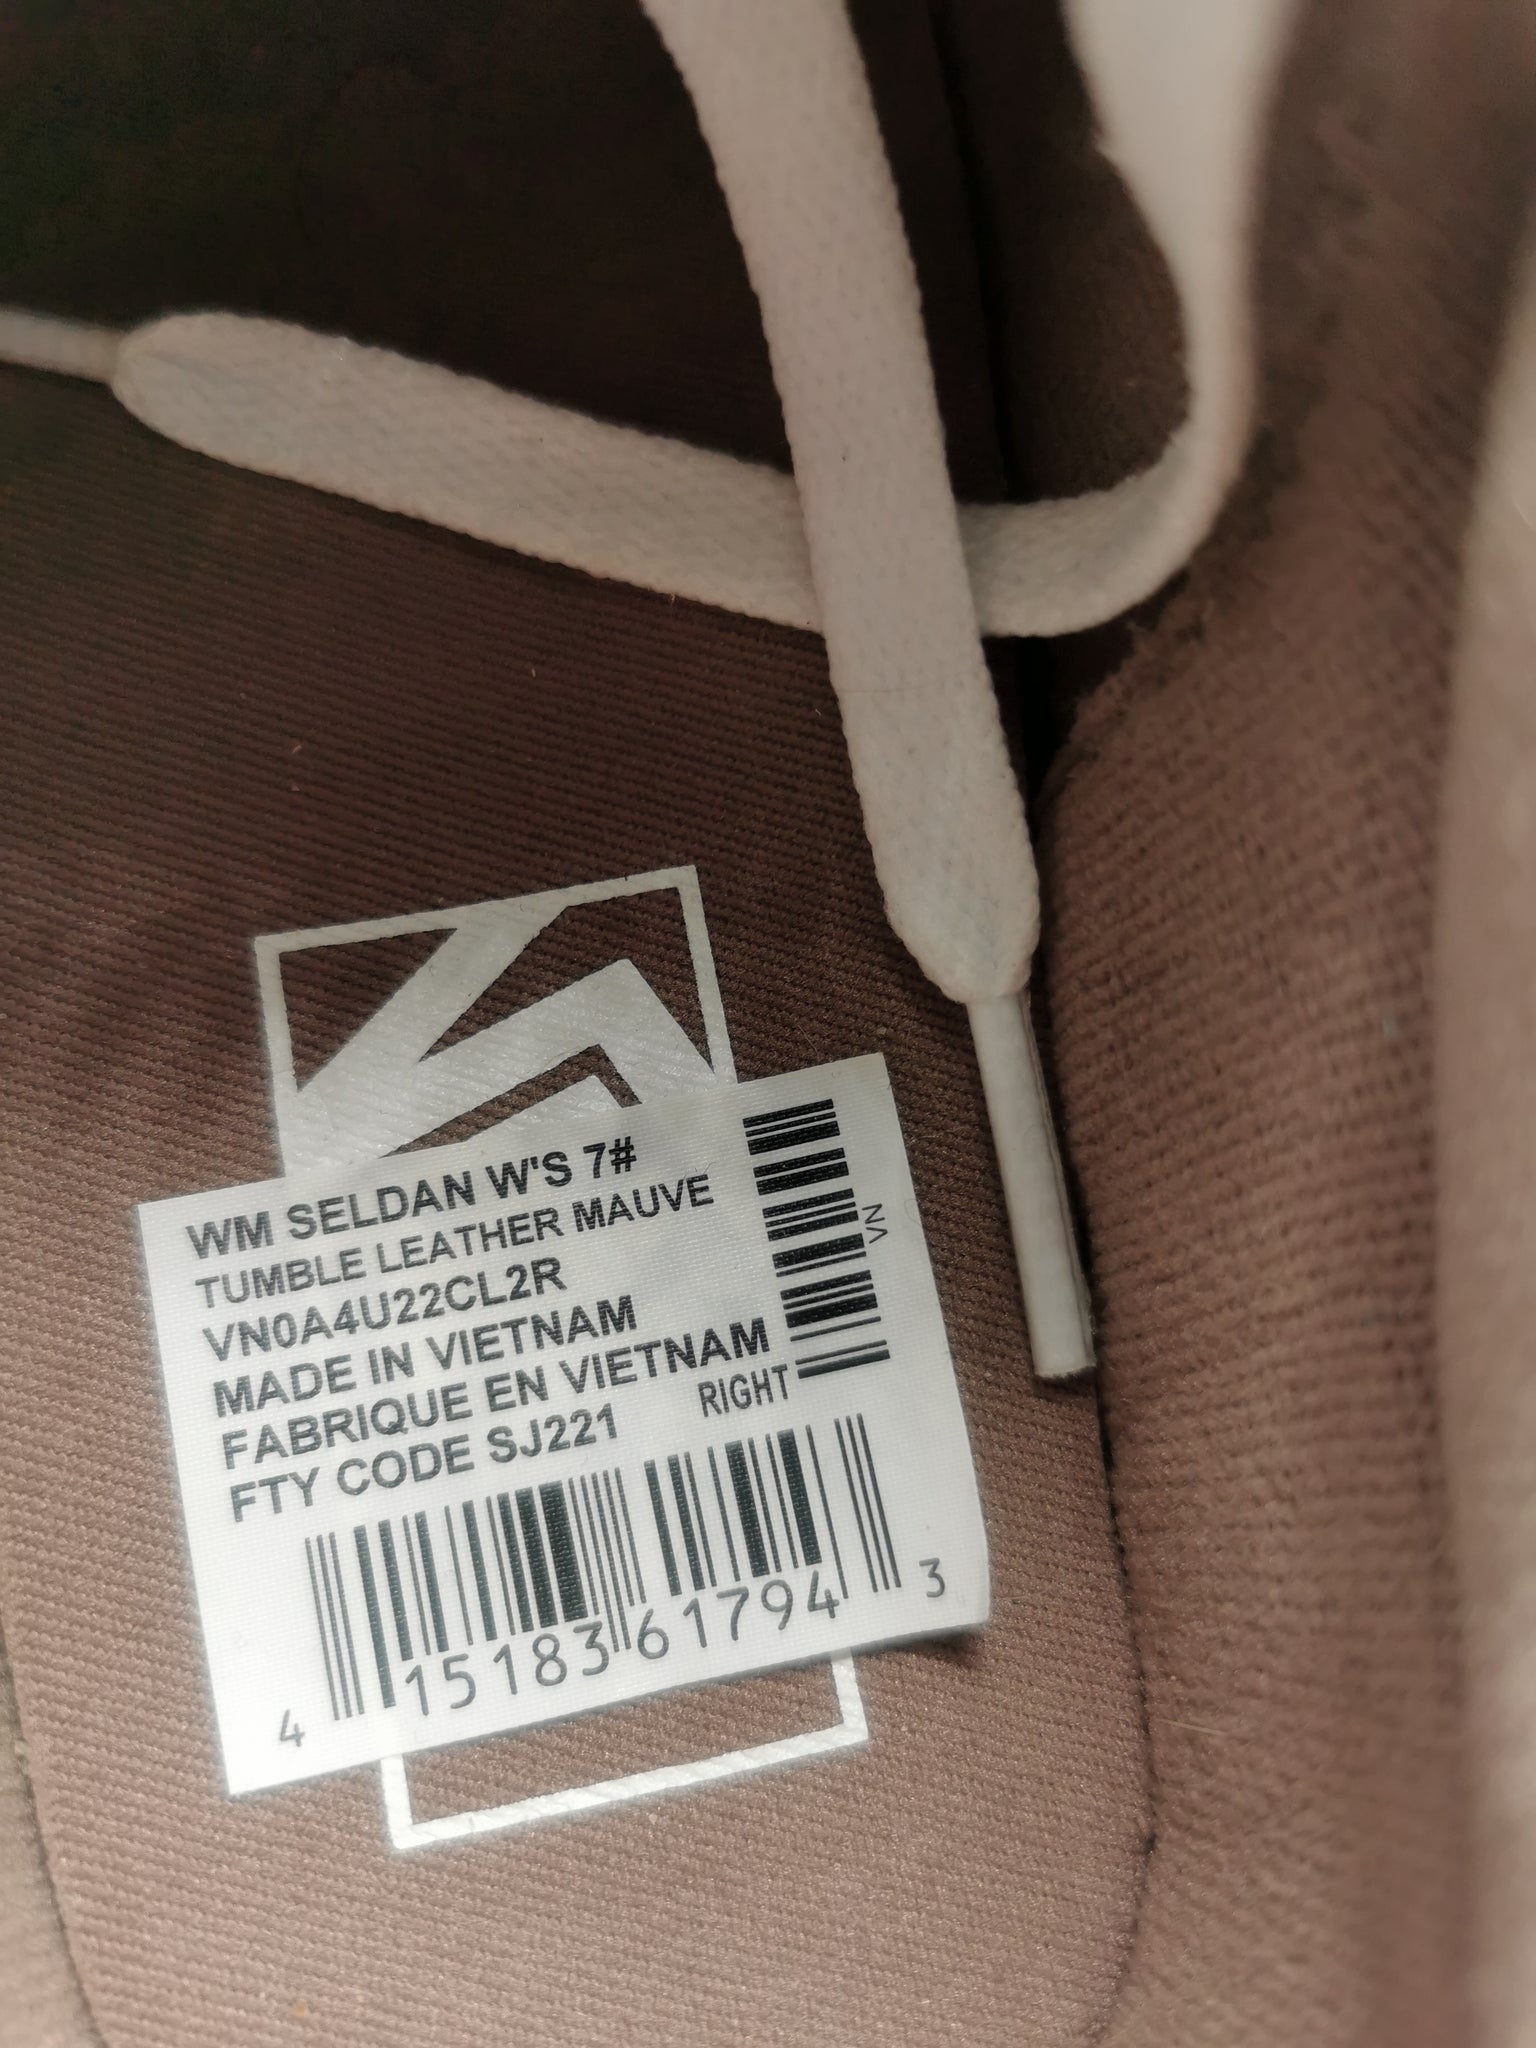 WM SELDAN W'S 7#
TUMBLE LEATHER MAUVE
VN0A4U22CL2R
MADE IN VIETNAM
FABRIQUE EN VIETNAM
FTY CODE SJ221
RIGHT
VN
4 15183 61794 3